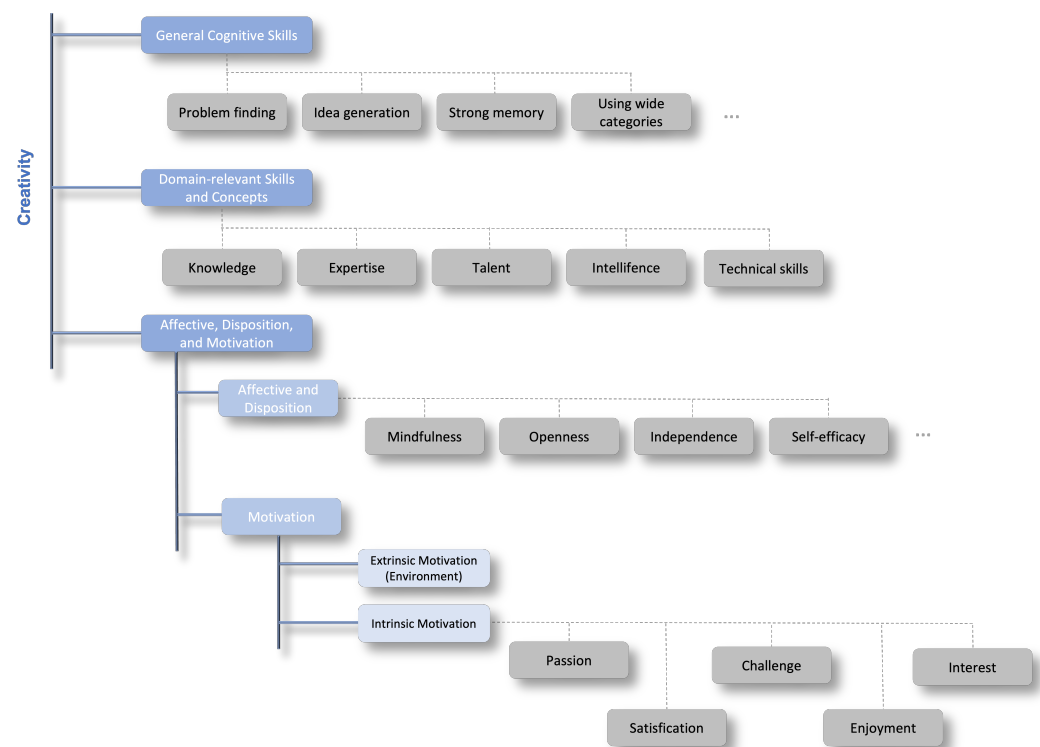 Creativity
General Cognitive Skills
Problem finding
Idea generation
Strong memory
Using wide
categories
...
Domain-relevant Skills
and Concepts
Knowledge
Expertise
Talent
Intellifence
Technical skills
Affective, Disposition,
and Motivation
Affective and
Disposition
Mindfulness
Openness
Independence
Self-efficacy
...
Motivation
Extrinsic Motivation
(Environment)
Intrinsic Motivation
Passion
Challenge
Interest
Satisfication
Enjoyment